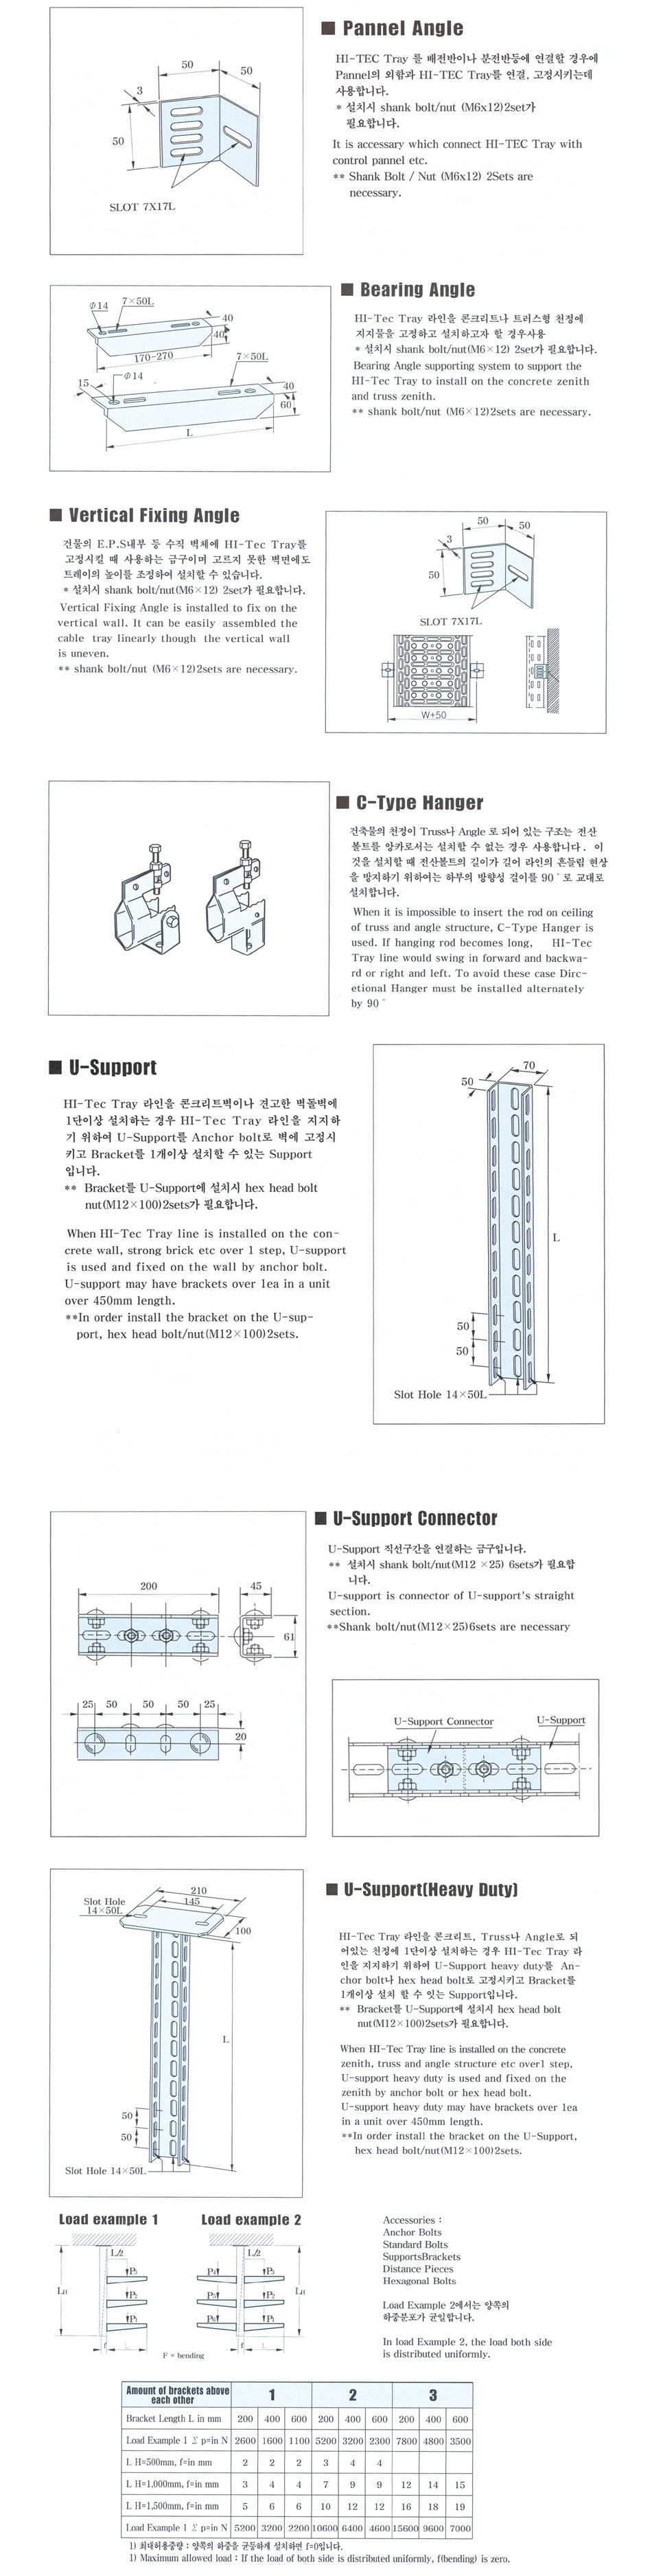 ■ Pannel Angle
HI-TEC Tray 를 배전반이나 분전반등에 연결할 경우에
Pannel의 외함과 HI-TEC Tray를 연결, 고정시키는데
사용합니다.
* 설치시 shank bolt/nut (M6x12)2set가
필요합니다.
It is accessary which connect HI-TEC Tray with
control pannel etc.
** Shank Bolt / Nut (M6x12) 2Sets are
necessary.
50
50
3
50
SLOT 7X17L
■ Bearing Angle
HI-Tec Tray 라인을 콘크리트나 트러스형 천정에
지지물을 고정하고 설치하고자 할 경우사용
* 설치시 shank bolt/nut(M6×12) 2set가 필요합니다.
Bearing Angle supporting system to support the
HI-Tec Tray to install on the concrete zenith
and truss zenith.
** shank bolt/nut (M6×12)2sets are necessary.
Φ14
7×50L
40
40
170-270
7×50L
15
Φ14
40
60
L
■ Vertical Fixing Angle
건물의 E.P.S내부 등 수직 벽체에 HI-Tec Tray를
고정시킬 때 사용하는 금구이며 고르지 못한 벽면에도
트레이의 높이를 조정하여 설치할 수 있습니다.
* 설치시 shank bolt/nut(M6×12) 2set가 필요합니다.
Vertical Fixing Angle is installed to fix on the
vertical wall. It can be easily assembled the
cable tray linearly though the vertical wall
is uneven.
** shank bolt/nut (M6×12)2sets are necessary.
50
50
3
50
SLOT 7X17L
W+50
■ C-Type Hanger
건축물의 천정이 Truss나 Angle 로 되어 있는 구조는 전산
볼트를 앙카로서는 설치할 수 없는 경우 사용합니다. 이
것을 설치할 때 전산볼트의 길이가 길어 라인의 흔들림 현상
을 방지하기 위하여는 하부의 방향성 걸이를 90˚로 교대로
설치합니다.
When it is impossible to insert the rod on ceiling
of truss and angle structure, C-Type Hanger is
used. If hanging rod becomes long, HI-Tec
Tray line would swing in forward and backwa-
rd or right and left. To avoid these case Dirc-
etional Hanger must be installed alternately
by 90˚
■ U-Support
HI-Tec Tray 라인을 콘크리트벽이나 견고한 벽돌벽에
1단이상 설치하는 경우 HI-Tec Tray 라인을 지지하
기 위하여 U-Support를 Anchor bolt로 벽에 고정시
키고 Bracket를 1개이상 설치할 수 있는 Support
입니다.
** Bracket를 U-Support에 설치시 hex head bolt
nut(M12×100)2sets가 필요합니다.
When HI-Tec Tray line is installed on the con-
crete wall, strong brick etc over 1 step, U-support
is used and fixed on the wall by anchor bolt.
U-support may have brackets over 1ea in a unit
over 450mm length.
**In order install the bracket on the U-sup-
port, hex head bolt/nut(M12×100)2sets.
70
50
L
50
50
Slot Hole 14×50L
■ U-Support Connector
U-Support 직선구간을 연결하는 금구입니다.
** 설치시 shank bolt/nut(M12 ×25) 6sets가 필요합
니다.
U-support is connector of U-support's straight
section.
**Shank bolt/nut(M12×25)6sets are necessary
200
45
61
25 50 50 50 25
20
U-Support Connector
U-Support
■ U-Support(Heavy Duty)
HI-Tec Tray 라인을 콘크리트, Truss나 Angle로 되
어있는 천정에 1단이상 설치하는 경우 HI-Tec Tray 라
인을 지지하기 위하여 U-Support heavy duty를 An-
chor bolt나 hex head bolt로 고정시키고 Bracket를
1개이상 설치 할 수 있는 Support입니다.
** Bracket를 U-Support에 설치시 hex head bolt
nut(M12×100)2sets가 필요합니다.
When HI-Tec Tray line is installed on the concrete
zenith, truss and angle structure etc over1 step,
U-support heavy duty is used and fixed on the
zenith by anchor bolt or hex head bolt.
U-support heavy duty may have brackets over 1ea
in a unit over 450mm length.
**In order install the bracket on the U-Support,
hex head bolt/nut(M12×100)2sets.
210
145
Slot Hole
14×50L
100
L
50
50
Slot Hole 14×50L
Load example 1
Load example 2
L/2
P3
P2
P1
LH
f
L
L/2
P4 P3
P5 P2
P6 P1
LH
f
L
F = bending
Accessories :
Anchor Bolts
Standard Bolts
SupportsBrackets
Distance Pieces
Hexagonal Bolts
Load Example 2에서는 양쪽의
하중분포가 균일합니다.
In load Example 2, the load both side
is distributed uniformly.
Amount of brackets above
each other
1 2 3
Bracket Length L in mm 200 400 600 200 400 600 200 400 600
Load Example 1 Σ p=in N 2600 1600 1100 5200 3200 2300 7800 4800 3500
L H=500mm, f=in mm 2 2 2 3 4 4
L H=1,000mm, f=in mm 3 4 4 7 9 9 12 14 15
L H=1,500mm, f=in mm 5 6 6 10 12 12 16 18 19
Load Example 1 Σ p=in N 5200 3200 2200 10600 6400 4600 15600 9600 7000
1) 최대허용중량 : 양쪽의 하중을 균등하게 설치하면 f=0입니다.
1) Maximum allowed load : If the load of both side is distributed uniformly, f(bending) is zero.